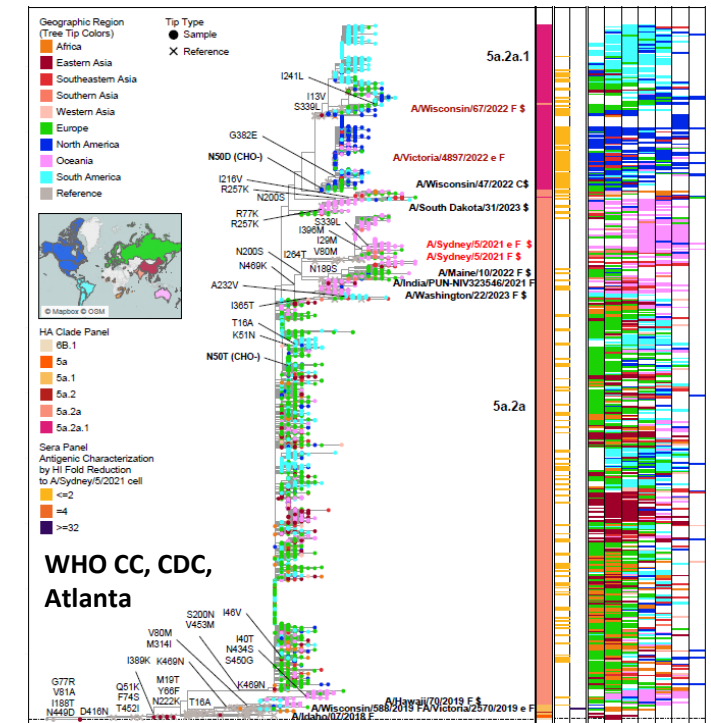 Geographic Region
(Tree Tip Colors)
Africa
Eastern Asia
Southeastern Asia
Southern Asia
Western Asia
Europe
North America
Oceania
South America
Reference
Tip Type
Sample
Reference
© Mapbox © OSM
HA Clade Panel
6B.1
5a
5a.1
5a.2
5a.2a
5a.2a.1
Sera Panel
Antigenic Characterization
by HI Fold Reduction
to A/Sydney/5/2021 cell
<=2
=4
>=32
WHO CC, CDC,
Atlanta
5a.2a.1
I241L
I13V
S339L
A/Wisconsin/67/2022 F $
G382E
A/Victoria/4897/2022 e F
N50D (CHO-)
I216V
A/Wisconsin/47/2022 C$
R257K
N200S
A/South Dakota/31/2023 $
R77K
R257K
S339L
I396M
I29M
A/Sydney/5/2021 e F $
N200S
I264T
V80M
A/Sydney/5/2021 F $
N469K
N189S
A/Maine/10/2022 F $
A/India/PUN-NIV323546/2021 F
A232V
A/Washington/22/2023 F $
I365T
T16A
K51N
N50T (CHO-)
5a.2a
S200N
I46V
V453M
V80M
M314I
I40T
N434S
I389K
K469N
S450G
G77R
M19T
K469N
V81A
Q51K
Y66F
I188T
F74S
N222K
T16A
A/Hawaii/70/2019 F $
N449D
D416N
T452I
A/Wisconsin/588/2019 F
A/Victoria/2570/2019 e F
A/Idaho/07/2018 F